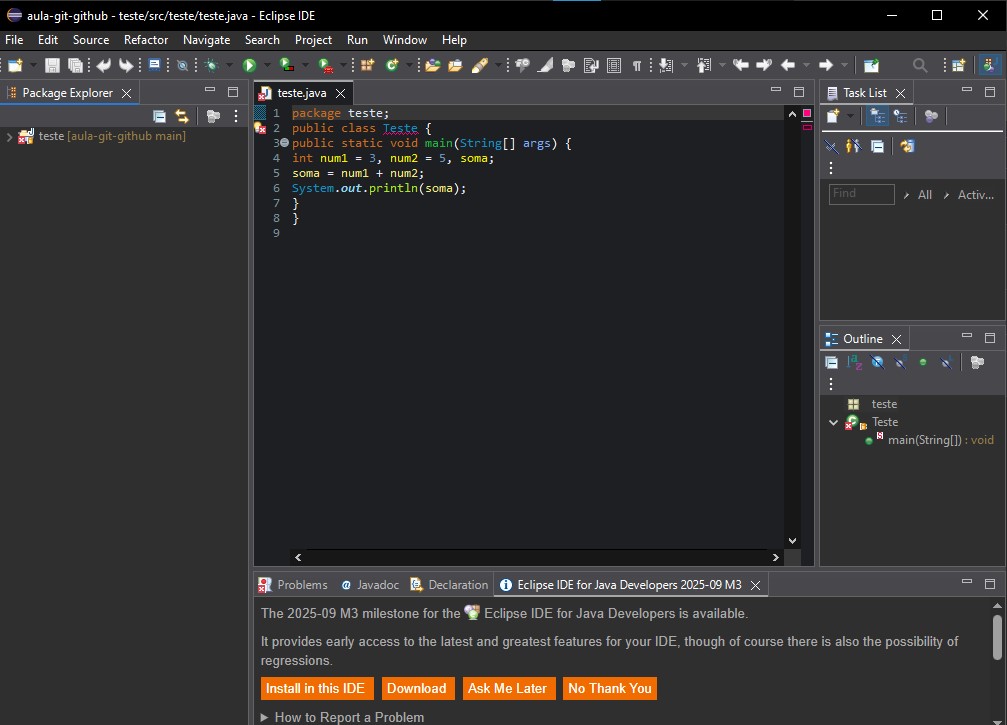 aula-git-github - teste/src/teste/teste.java - Eclipse IDE
File Edit Source Refactor Navigate Search Project Run Window Help
Package Explorer
teste [aula-git-github main]
teste.java
1 package teste;
2 public class Teste {
3 public static void main(String[] args) {
4 int num1 = 3, num2 = 5, soma;
5 soma = num1 + num2;
6 System.out.println(soma);
7 }
8 }
9
Task List
Find All Activ...
Outline
teste
Teste
main(String[]) : void
Problems Javadoc Declaration Eclipse IDE for Java Developers 2025-09 M3
The 2025-09 M3 milestone for the Eclipse IDE for Java Developers is available.
It provides early access to the latest and greatest features for your IDE, though of course there is also the possibility of
regressions.
Install in this IDE Download Ask Me Later No Thank You
How to Report a Problem